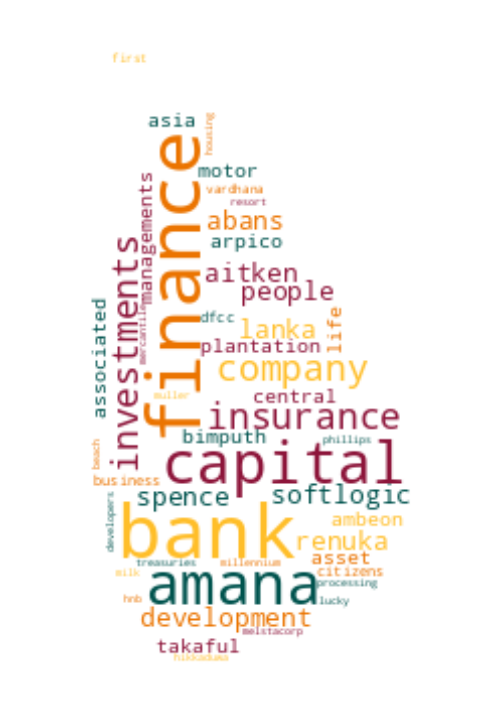 first
asia
housing
finance
motor
managements
vardhana
resort
abans
arpico
investments
aitken
people
associated
mercantile
dfcc
life
lanka
plantation
company
muller
central
insurance
bimputh
phillips
beach
capital
business
softlogic
spence
developers
bank
ambeon
renuka
asset
treasuries
millennium
citizens
milk
amana
processing
hnb
lucky
development
melstacorp
takaful
hikkaduwa